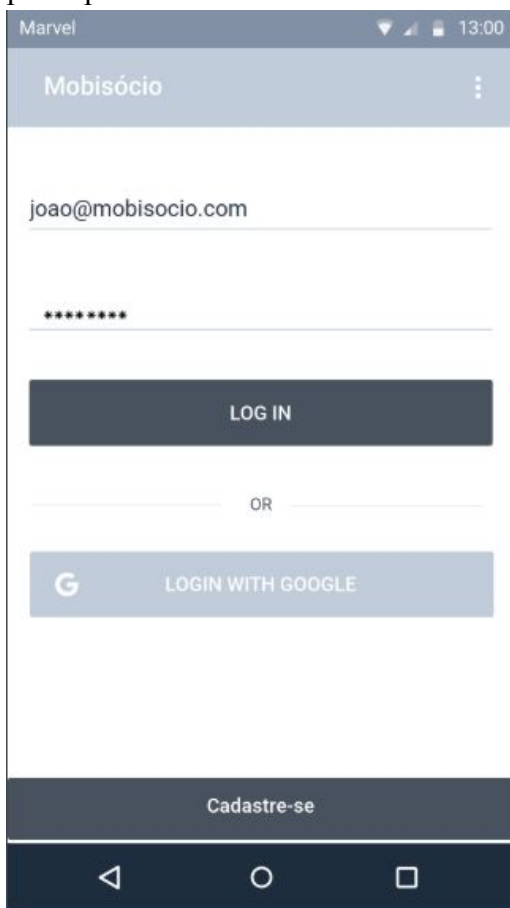 Marvel 13:00
Mobisócio
joao@mobisocio.com
********
LOG IN
OR
G LOGIN WITH GOOGLE
Cadastre-se